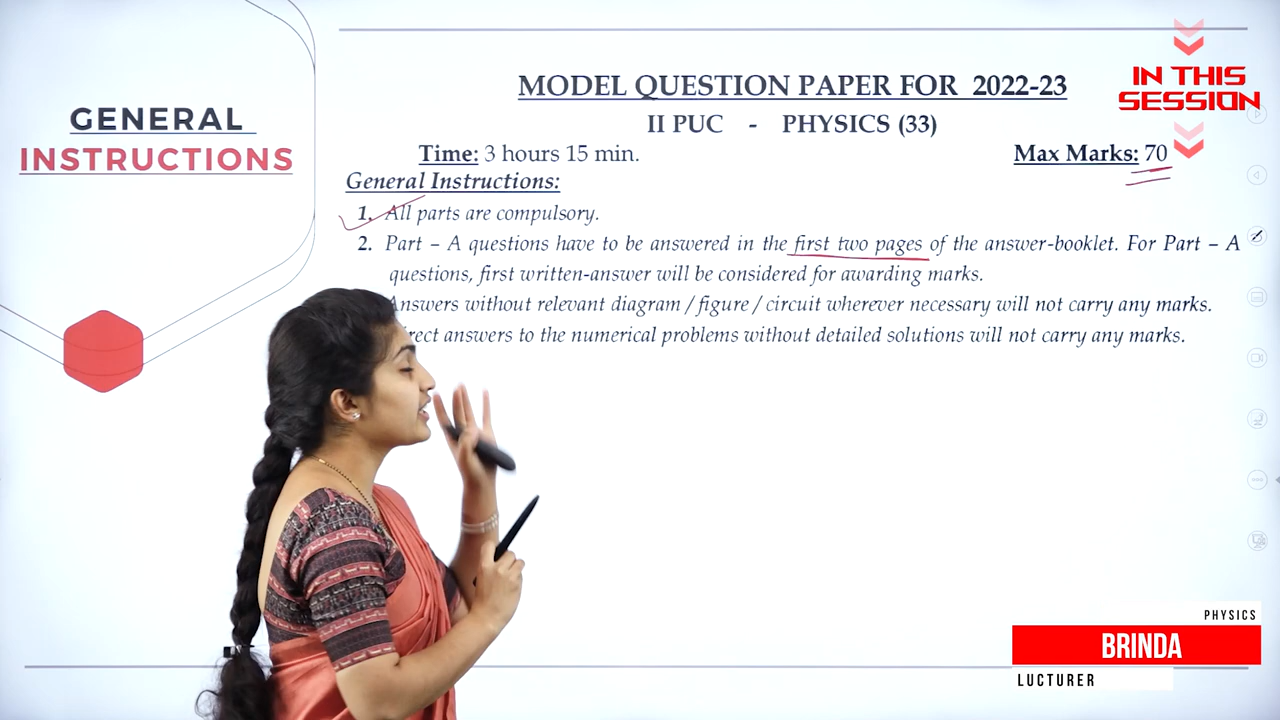 GENERAL
INSTRUCTIONS
MODEL QUESTION PAPER FOR 2022-23
II PUC - PHYSICS (33)
Time: 3 hours 15 min.
Max Marks: 70
General Instructions:
1. All parts are compulsory.
2. Part – A questions have to be answered in the first two pages of the answer-booklet. For Part – A
questions, first written-answer will be considered for awarding marks.
Answers without relevant diagram / figure / circuit wherever necessary will not carry any marks.
answers to the numerical problems without detailed solutions will not carry any marks.
IN THIS
SESSION
PHYSICS
BRINDA
LUCTURER